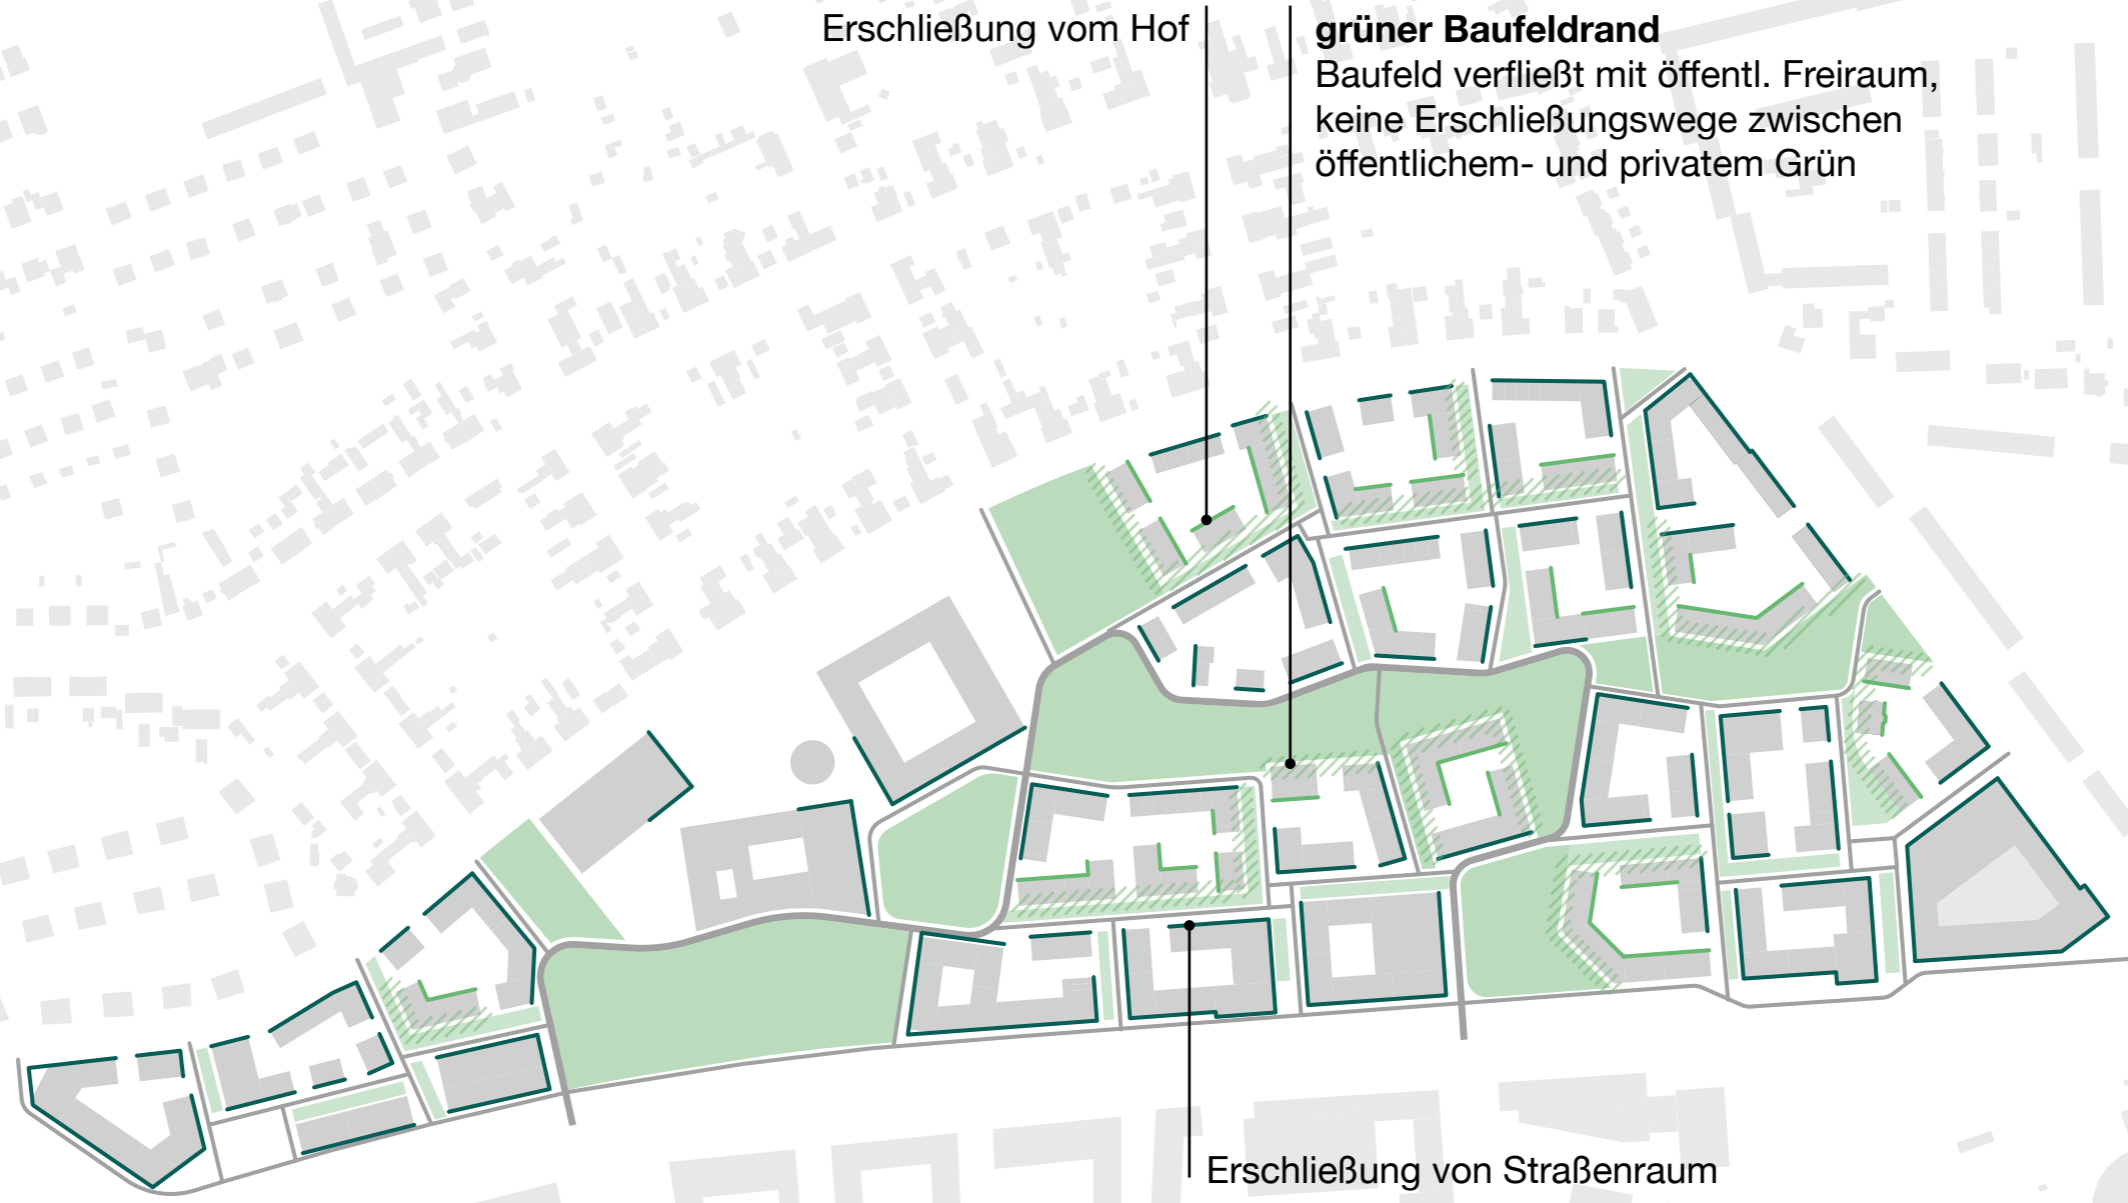 Erschließung vom Hof
grüner Baufeldrand
Baufeld verfließt mit öffentl. Freiraum,
keine Erschließungswege zwischen
öffentlichem- und privatem Grün
Erschließung von Straßenraum